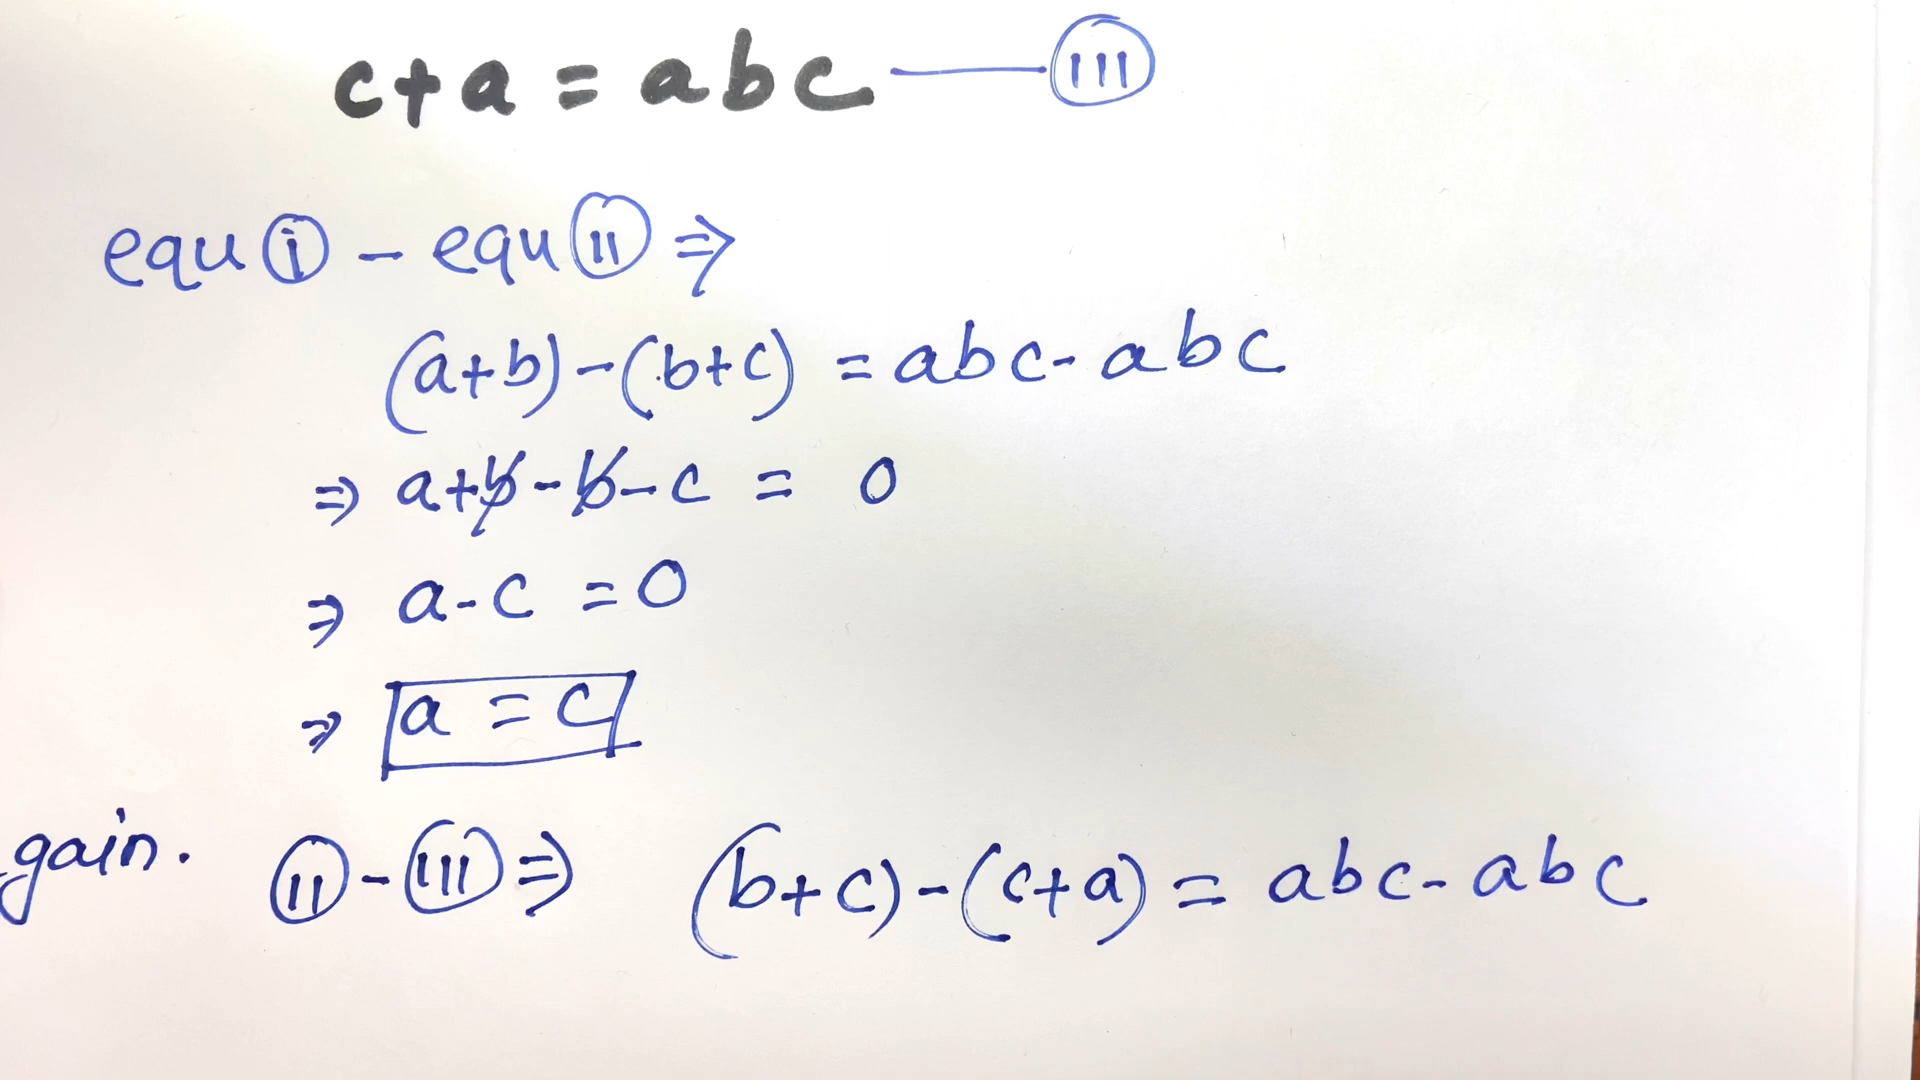 c+a = abc — (III)
equ (i) - equ (II) ⇒
(a+b) - (b+c) = abc - abc
⇒ a+b - b - c = 0
⇒ a - c = 0
⇒ a = c
gain. (II) - (III) ⇒ (b+c) - (c+a) = abc - abc